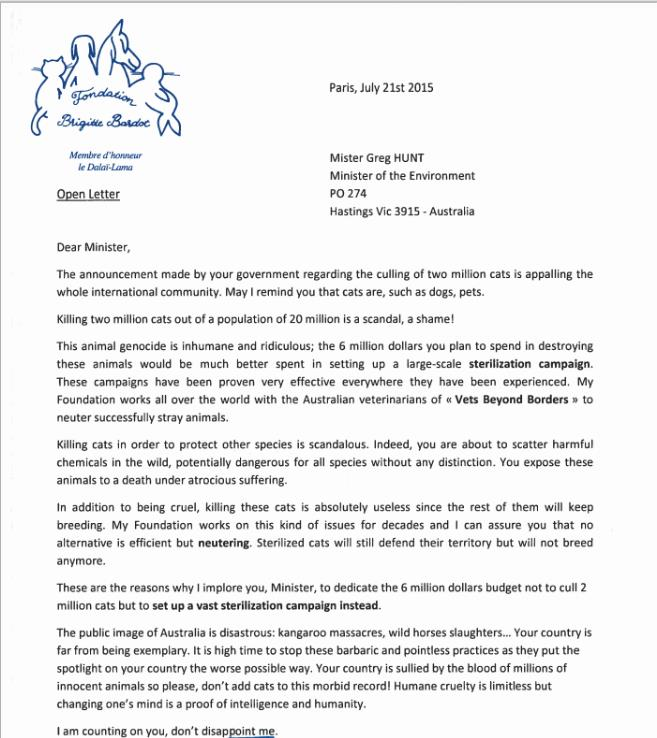 Fondation
Brigitte Bardot
Membre d'honneur
le Dalaï-Lama
Paris, July 21st 2015
Mister Greg HUNT
Minister of the Environment
PO 274
Hastings Vic 3915 - Australia
Open Letter
Dear Minister,
The announcement made by your government regarding the culling of two million cats is appalling the
whole international community. May I remind you that cats are, such as dogs, pets.
Killing two million cats out of a population of 20 million is a scandal, a shame!
This animal genocide is inhumane and ridiculous; the 6 million dollars you plan to spend in destroying
these animals would be much better spent in setting up a large-scale sterilization campaign.
These campaigns have been proven very effective everywhere they have been experienced. My
Foundation works all over the world with the Australian veterinarians of « Vets Beyond Borders » to
neuter successfully stray animals.
Killing cats in order to protect other species is scandalous. Indeed, you are about to scatter harmful
chemicals in the wild, potentially dangerous for all species without any distinction. You expose these
animals to a death under atrocious suffering.
In addition to being cruel, killing these cats is absolutely useless since the rest of them will keep
breeding. My Foundation works on this kind of issues for decades and I can assure you that no
alternative is efficient but neutering. Sterilized cats will still defend their territory but will not breed
anymore.
These are the reasons why I implore you, Minister, to dedicate the 6 million dollars budget not to cull 2
million cats but to set up a vast sterilization campaign instead.
The public image of Australia is disastrous: kangaroo massacres, wild horses slaughters... Your country is
far from being exemplary. It is high time to stop these barbaric and pointless practices as they put the
spotlight on your country the worse possible way. Your country is sullied by the blood of millions of
innocent animals so please, don't add cats to this morbid record! Humane cruelty is limitless but
changing one's mind is a proof of intelligence and humanity.
I am counting on you, don't disappoint me.